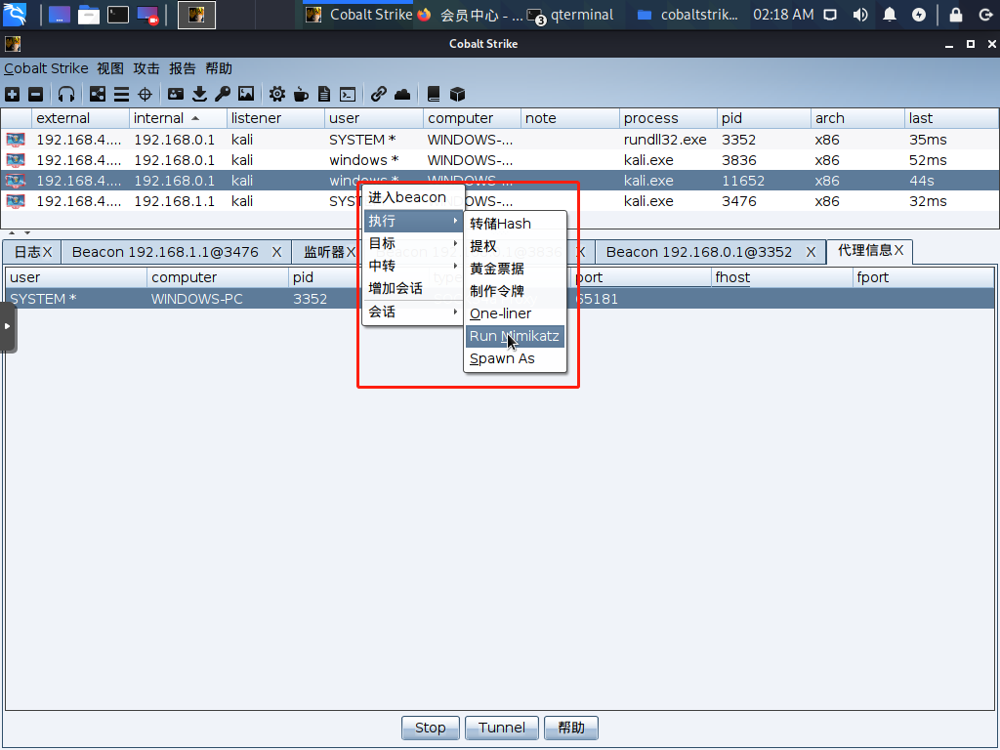 Cobalt Strike 会员中心 - ... 3 qterminal cobaltstrik... 02:18 AM
Cobalt Strike
Cobalt Strike 视图 攻击 报告 帮助
external internal listener user computer note process pid arch last
192.168.4.... 192.168.0.1 kali SYSTEM * WINDOWS-... rundll32.exe 3352 x86 35ms
192.168.4.... 192.168.0.1 kali windows * WINDOWS-... kali.exe 3836 x86 52ms
192.168.4.... 192.168.0.1 kali windows * WINDOWS-... kali.exe 11652 x86 44s
192.168.4.... 192.168.1.1 kali SYST OWS-... kali.exe 3476 x86 32ms
进入beacon
执行
目标
中转
增加会话
会话
转储Hash
提权
黄金票据
制作令牌
One-liner
Run Mimikatz
Spawn As
日志X Beacon 192.168.1.1@3476 X 监听器X X Beacon 192.168.0.1@3352 X 代理信息X
user computer pid type port fhost fport
SYSTEM * WINDOWS-PC 3352 55181
Stop Tunnel 帮助